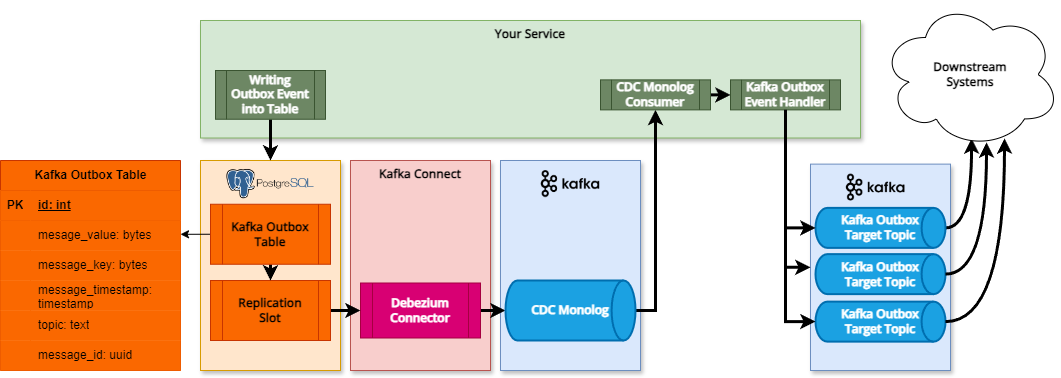 Your Service
Writing
Outbox Event
into Table
CDC Monolog
Consumer
Kafka Outbox
Event Handler
Downstream
Systems
Kafka Outbox Table
PK id: int
mesage_value: bytes
message_key: bytes
message_timestamp:
timestamp
topic: text
message_id: uuid
PostgreSQL
Kafka Outbox
Table
Replication
Slot
Kafka Connect
Debezium
Connector
kafka
CDC Monolog
kafka
Kafka Outbox
Target Topic
Kafka Outbox
Target Topic
Kafka Outbox
Target Topic